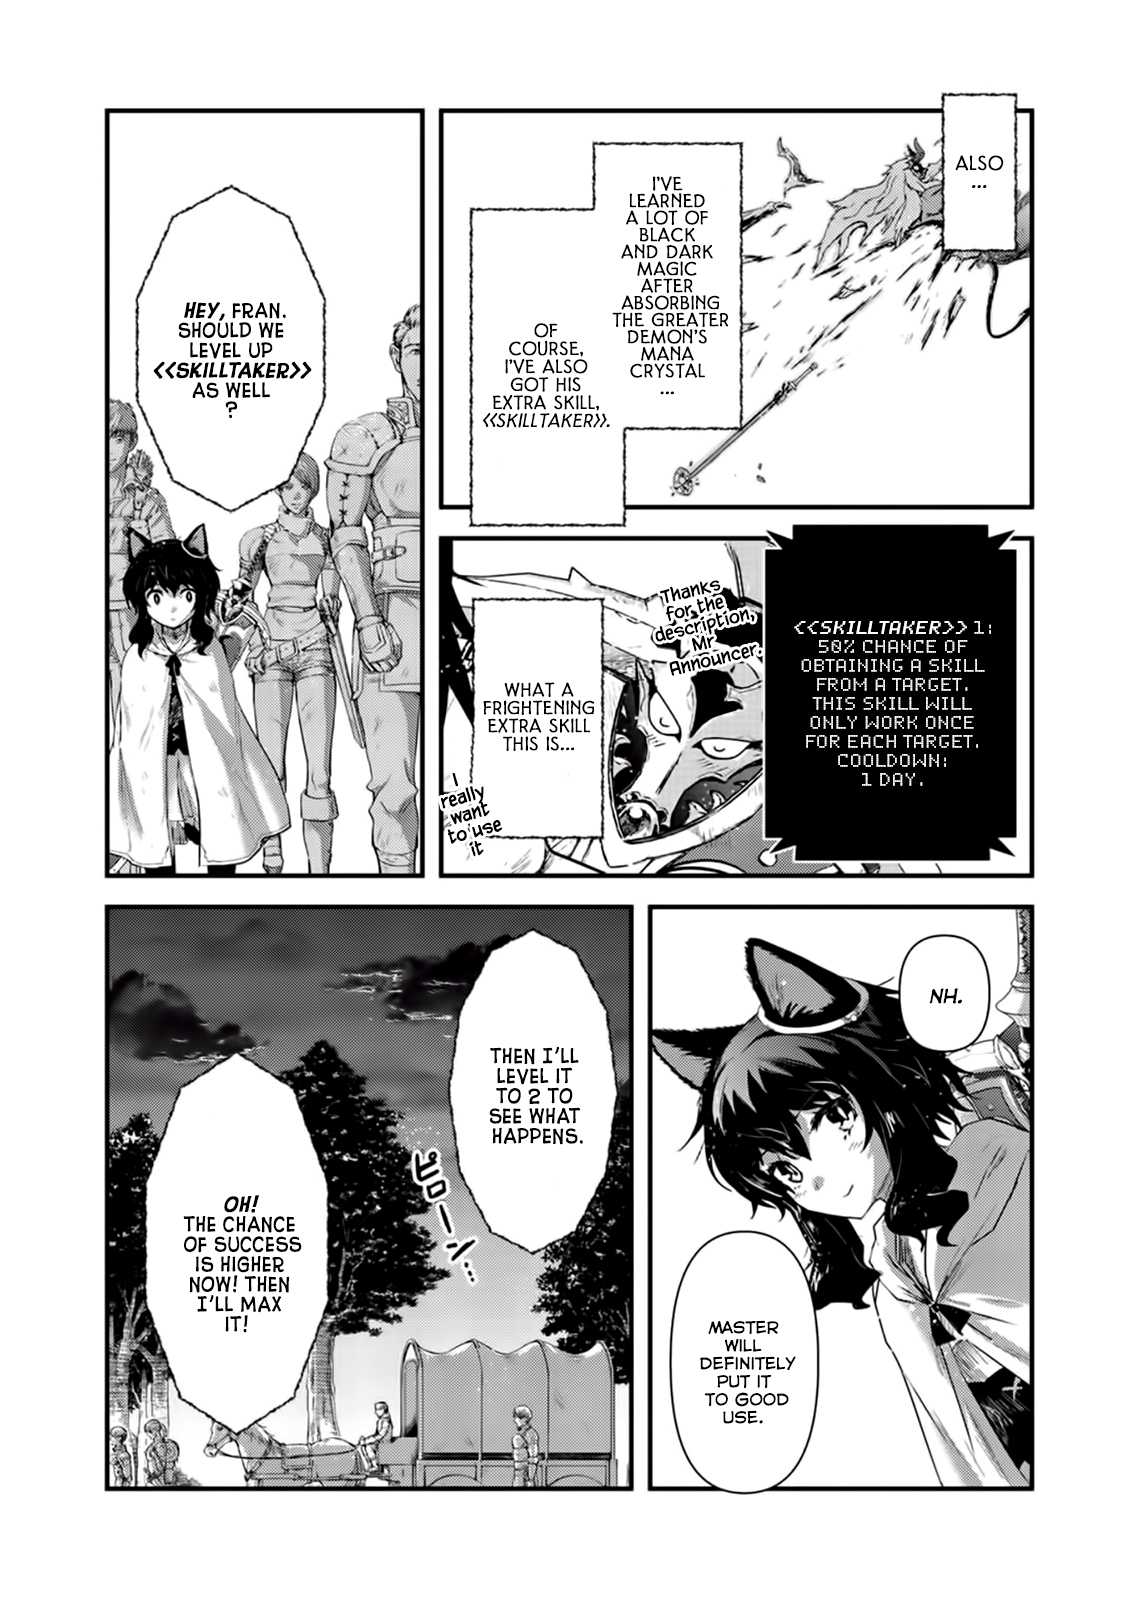 ALSO
...
I'VE
LEARNED
A LOT OF
BLACK
AND DARK
MAGIC
AFTER
ABSORBING
THE GREATER
DEMON'S
MANA
CRYSTAL
...
OF
COURSE,
I'VE ALSO
GOT HIS
EXTRA SKILL,
<<SKILLTAKER>>.
<<SKILLTAKER>> 1:
50% CHANCE OF
OBTAINING A SKILL
FROM A TARGET.
THIS SKILL WILL
ONLY WORK ONCE
FOR EACH TARGET.
COOLDOWN:
1 DAY.
Thanks
for the
description,
Mr
Announcer.
WHAT A
FRIGHTENING
EXTRA SKILL
THIS IS...
I
really
want
to use
it
HEY, FRAN.
SHOULD WE
LEVEL UP
<<SKILLTAKER>>
AS WELL
?
NH.
MASTER
WILL
DEFINITELY
PUT IT
TO GOOD
USE.
THEN I'LL
LEVEL IT
TO 2 TO
SEE WHAT
HAPPENS.
ピローン…
OH!
THE CHANCE
OF SUCCESS
IS HIGHER
NOW! THEN
I'LL MAX
IT!